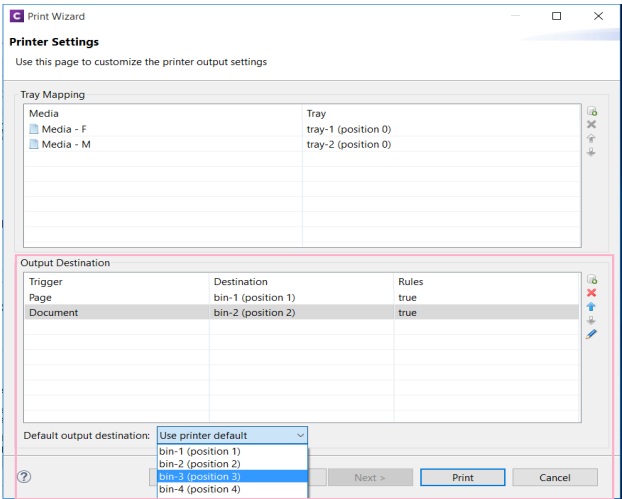 C Print Wizard
Printer Settings
Use this page to customize the printer output settings
Tray Mapping
Media Tray
Media - F tray-1 (position 0)
Media - M tray-2 (position 0)
Output Destination
Trigger Destination Rules
Page bin-1 (position 1) true
Document bin-2 (position 2) true
Default output destination: Use printer default
bin-1 (position 1)
bin-2 (position 2)
bin-3 (position 3)
bin-4 (position 4)
? Next > Print Cancel